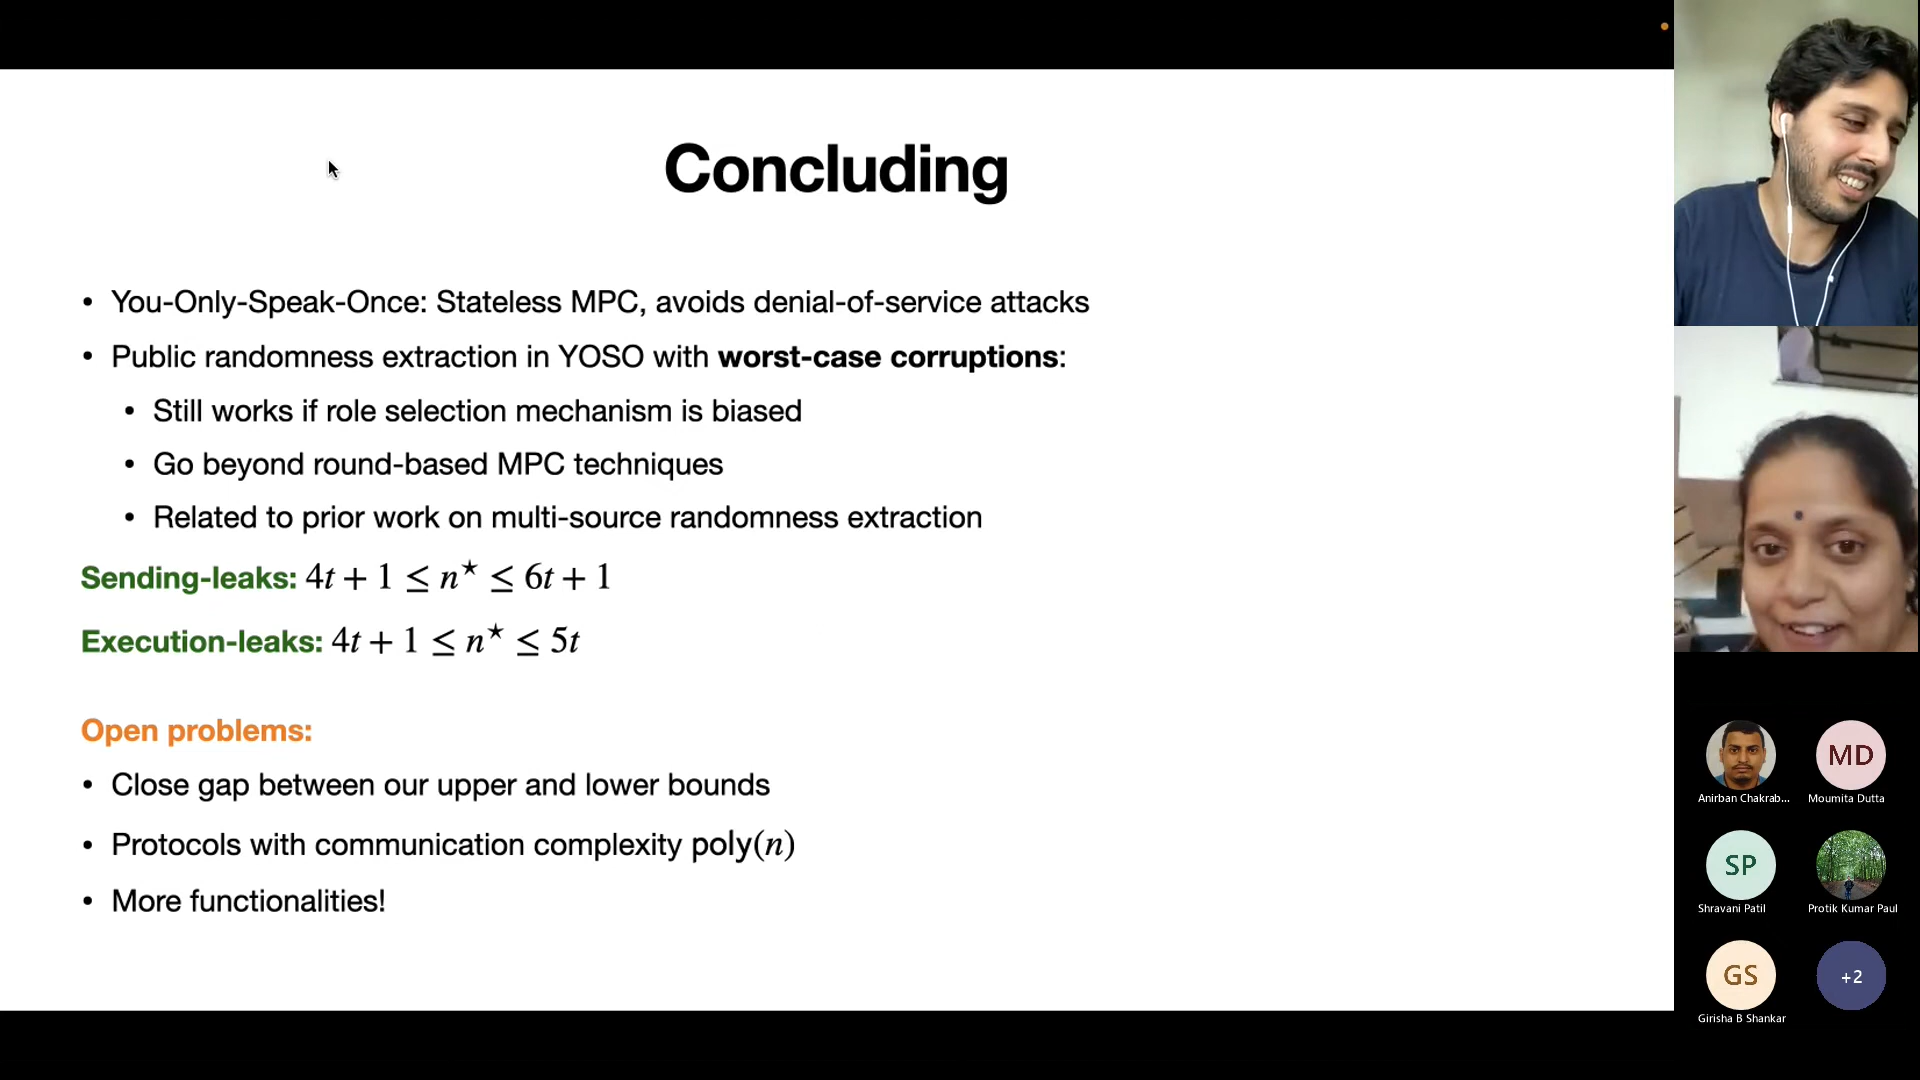 Concluding
• You-Only-Speak-Once: Stateless MPC, avoids denial-of-service attacks
• Public randomness extraction in YOSO with worst-case corruptions:
• Still works if role selection mechanism is biased
• Go beyond round-based MPC techniques
• Related to prior work on multi-source randomness extraction
Sending-leaks: 4t + 1 ≤ n★ ≤ 6t + 1
Execution-leaks: 4t + 1 ≤ n★ ≤ 5t
Open problems:
• Close gap between our upper and lower bounds
• Protocols with communication complexity poly(n)
• More functionalities!
MD
Anirban Chakrab... Moumita Dutta
SP
Shravani Patil Protik Kumar Paul
GS +2
Girisha B Shankar